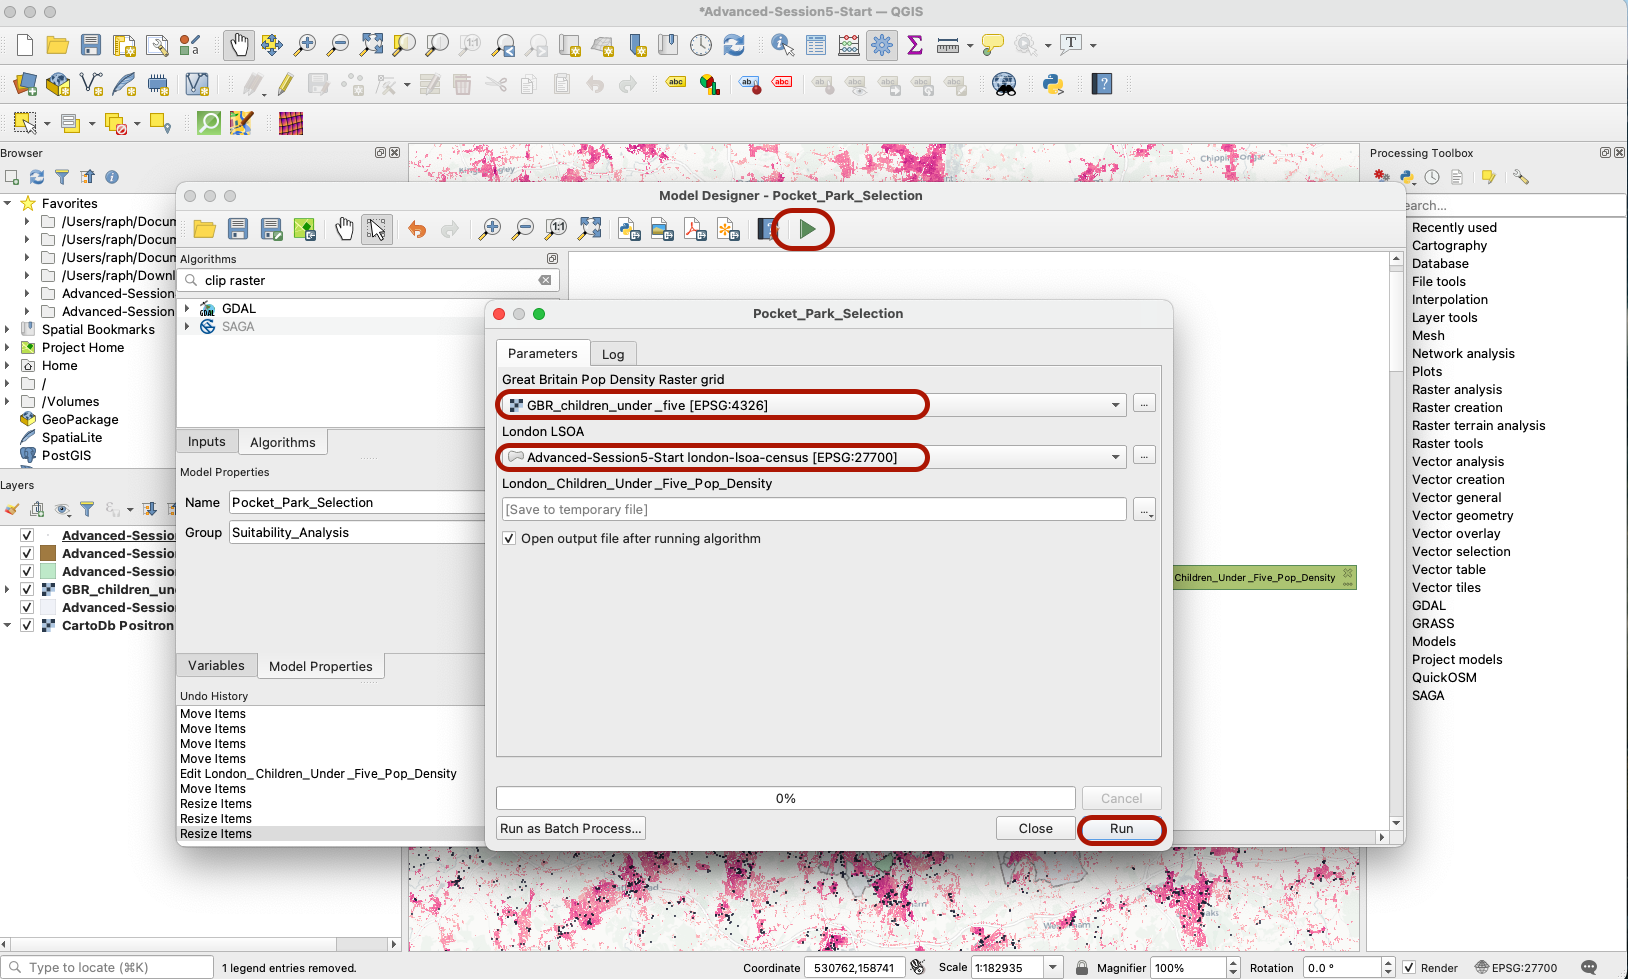 *Advanced-Session5-Start — QGIS
Browser
Favorites
/Users/raph/Docum
/Users/raph/Docum
/Users/raph/Docum
/Users/raph/Downl
Advanced-Session
Advanced-Session
Spatial Bookmarks
Project Home
Home
/
/Volumes
GeoPackage
SpatiaLite
PostGIS
Layers
Advanced-Sessio
Advanced-Sessio
Advanced-Sessio
GBR_children_un
Advanced-Sessio
CartoDb Positron
Model Designer - Pocket_Park_Selection
Algorithms
clip raster
GDAL
SAGA
Inputs
Algorithms
Model Properties
Name
Pocket_Park_Selection
Group
Suitability_Analysis
Variables
Model Properties
Undo History
Move Items
Move Items
Move Items
Move Items
Edit London_Children_Under_Five_Pop_Density
Move Items
Resize Items
Resize Items
Resize Items
Children_Under_Five_Pop_Density
Pocket_Park_Selection
Parameters
Log
Great Britain Pop Density Raster grid
GBR_children_under_five [EPSG:4326]
...
London LSOA
Advanced-Session5-Start london-lsoa-census [EPSG:27700]
...
London_Children_Under_Five_Pop_Density
[Save to temporary file]
...
Open output file after running algorithm
0%
Cancel
Run as Batch Process...
Close
Run
Processing Toolbox
earch...
Recently used
Cartography
Database
File tools
Interpolation
Layer tools
Mesh
Network analysis
Plots
Raster analysis
Raster creation
Raster terrain analysis
Raster tools
Vector analysis
Vector creation
Vector general
Vector geometry
Vector overlay
Vector selection
Vector table
Vector tiles
GDAL
GRASS
Models
Project models
QuickOSM
SAGA
Type to locate (⌘K)
1 legend entries removed.
Coordinate
530762,158741
Scale
1:182935
Magnifier
100%
Rotation
0.0 °
Render
EPSG:27700